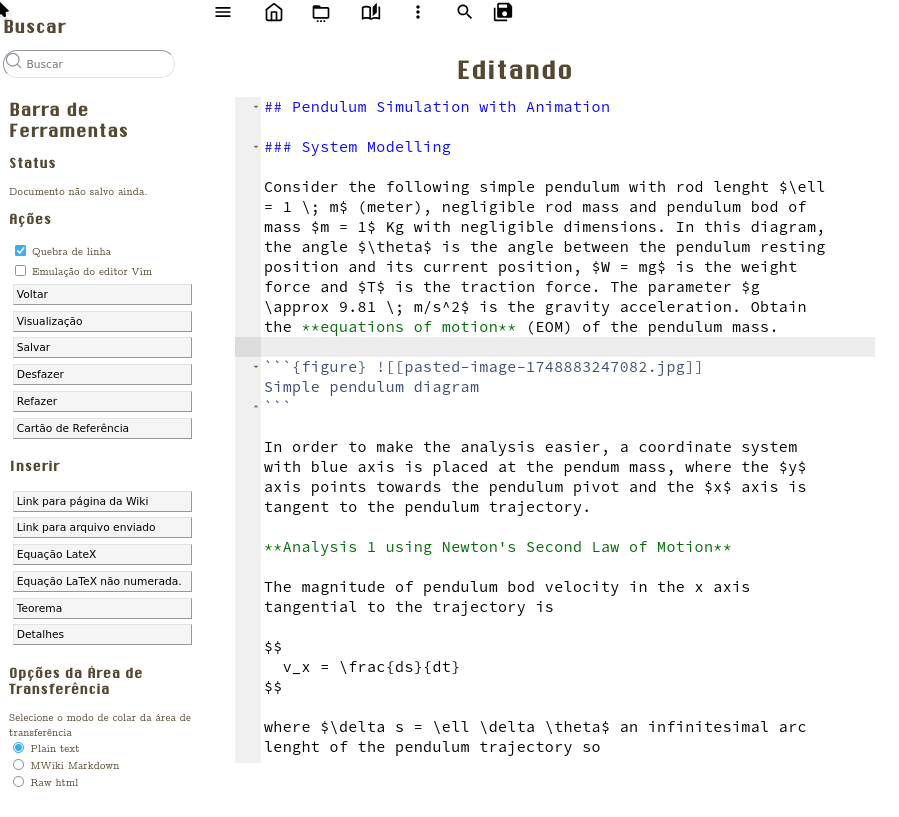 Buscar
Buscar
Barra de
Ferramentas
Status
Documento não salvo ainda.
Ações
Quebra de linha
Emulação do editor Vim
Voltar
Visualização
Salvar
Desfazer
Refazer
Cartão de Referência
Inserir
Link para página da Wiki
Link para arquivo enviado
Equação LateX
Equação LaTeX não numerada.
Teorema
Detalhes
Opções da Área de
Transferência
Selecione o modo de colar da área de
transferência
Plain text
MWiki Markdown
Raw html
Editando
## Pendulum Simulation with Animation
### System Modelling
Consider the following simple pendulum with rod lenght $\ell
= 1 \; m$ (meter), negligible rod mass and pendulum bod of
mass $m = 1$ Kg with negligible dimensions. In this diagram,
the angle $\theta$ is the angle between the pendulum resting
position and its current position, $W = mg$ is the weight
force and $T$ is the traction force. The parameter $g
\approx 9.81 \; m/s^2$ is the gravity acceleration. Obtain
the **equations of motion** (EOM) of the pendulum mass.
```{figure} ![[pasted-image-1748883247082.jpg]]
Simple pendulum diagram
```
In order to make the analysis easier, a coordinate system
with blue axis is placed at the pendum mass, where the $y$
axis points towards the pendulum pivot and the $x$ axis is
tangent to the pendulum trajectory.
**Analysis 1 using Newton's Second Law of Motion**
The magnitude of pendulum bod velocity in the x axis
tangential to the trajectory is
$$
v_x = \frac{ds}{dt}
$$
where $\delta s = \ell \delta \theta$ an infinitesimal arc
lenght of the pendulum trajectory so